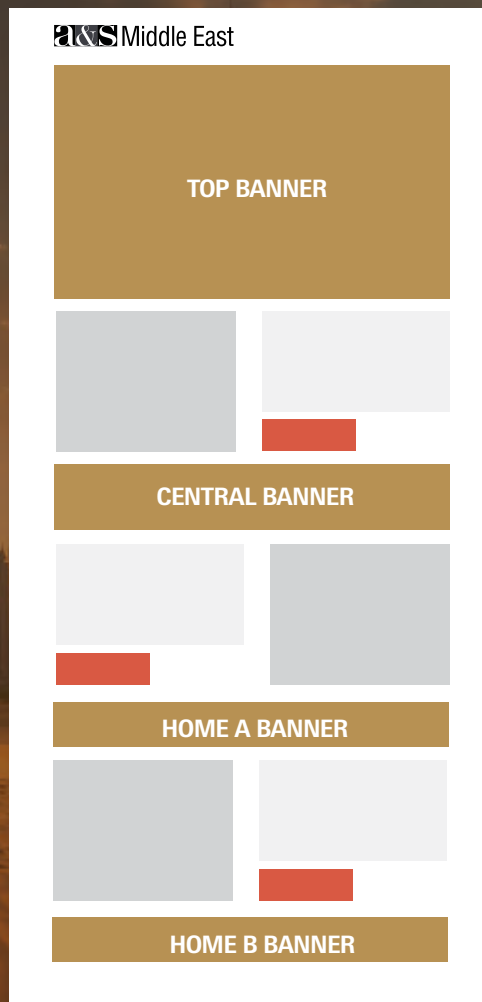 a&s Middle East
TOP BANNER
CENTRAL BANNER
HOME A BANNER
HOME B BANNER